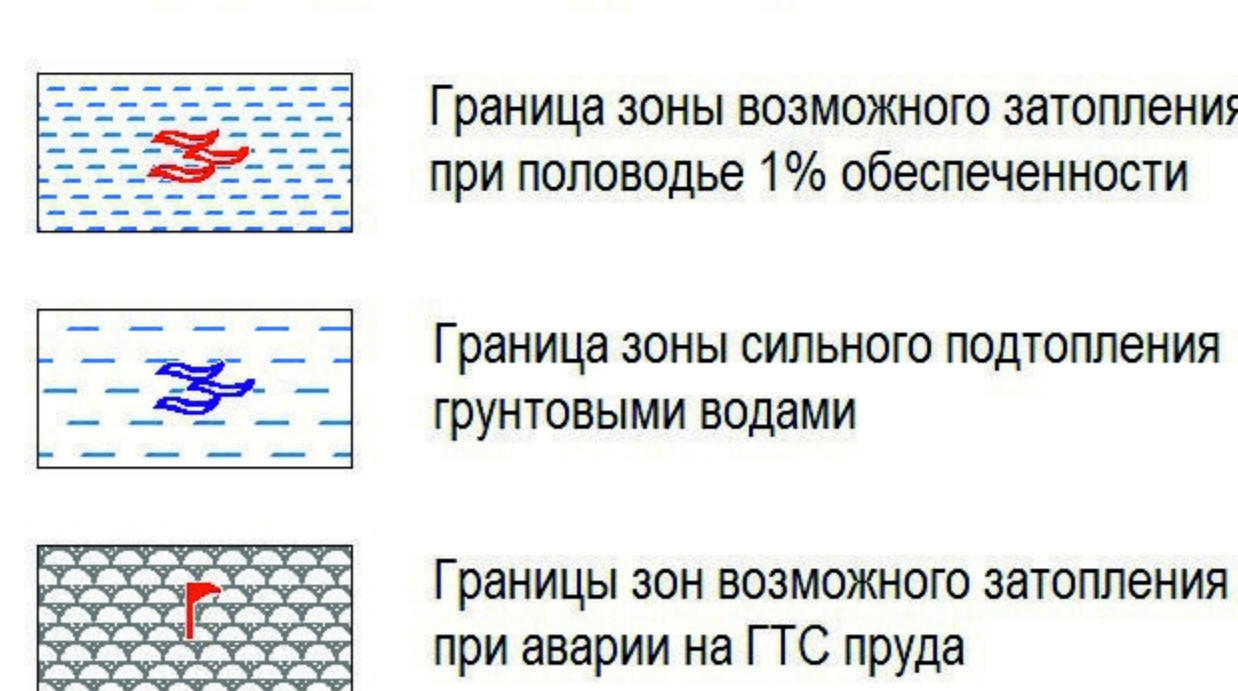 Граница зоны возможного затопления
при половодье 1% обеспеченности
Граница зоны сильного подтопления
грунтовыми водами
Границы зон возможного затопления
при аварии на ГТС пруда